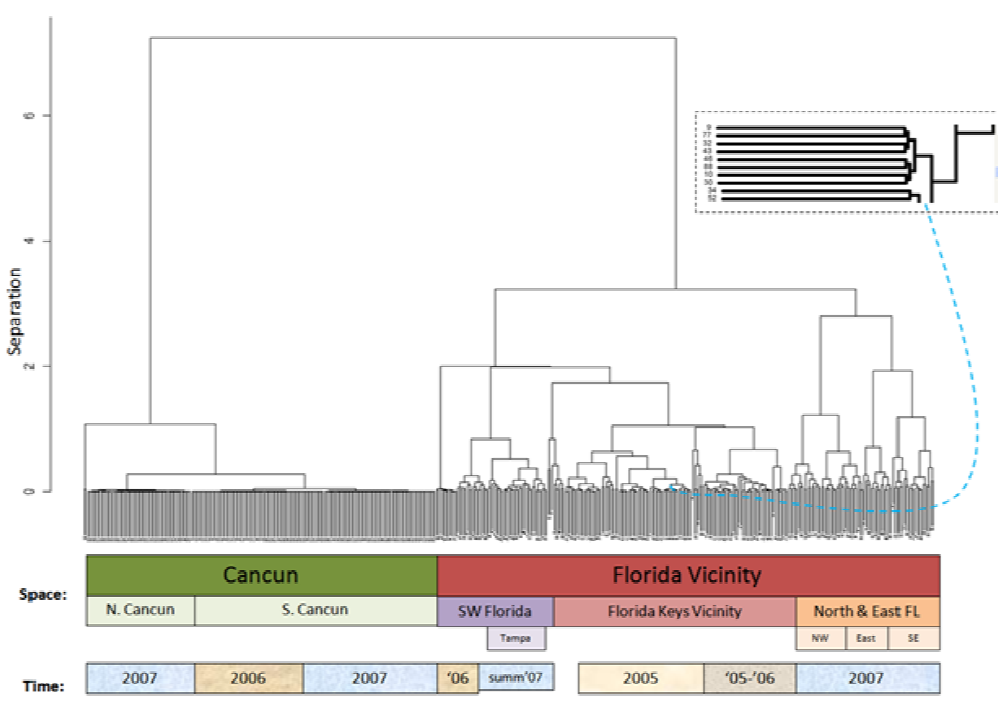 6
4
2
0
Separation
9
77
32
43
48
88
10
30
34
52
Space:
Cancun
Florida Vicinity
N. Cancun
S. Cancun
SW Florida
Florida Keys Vicinity
North & East FL
Tampa
NW
East
SE
Time:
2007
2006
2007
'06
summ'07
2005
'05-'06
2007